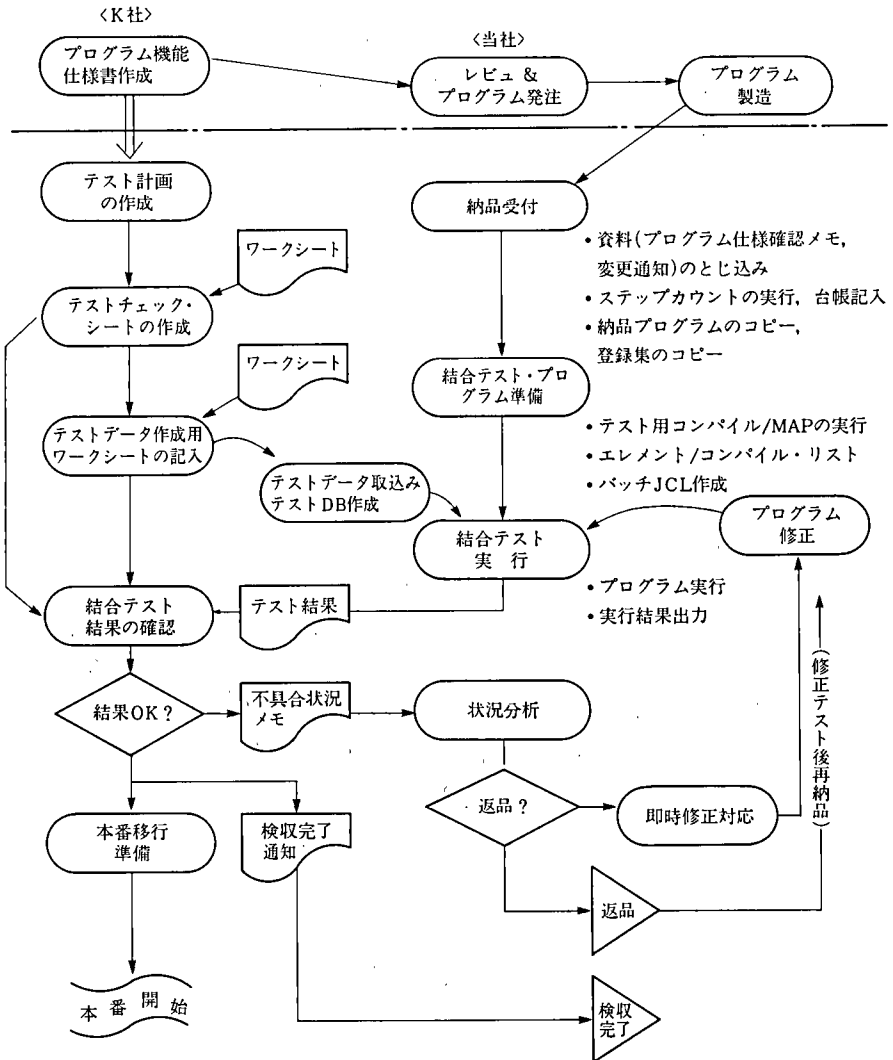 〈K社〉
〈当社〉
プログラム機能
仕様書作成
レビュ &
プログラム発注
プログラム
製造
テスト計画
の作成
納品受付
ワークシート
・資料(プログラム仕様確認メモ,
変更通知)のとじ込み
・ステップカウントの実行, 台帳記入
・納品プログラムのコピー,
登録集のコピー
テストチェック・
シートの作成
ワークシート
結合テスト・プロ
グラム準備
テストデータ作成用
ワークシートの記入
・テスト用コンパイル/MAPの実行
・エレメント/コンパイル・リスト
・バッチJCL作成
テストデータ取込み
テストDB作成
プログラム
修正
結合テスト
実 行
・プログラム実行
・実行結果出力
結合テスト
結果の確認
テスト結果
(修正テスト後再納品)
結果OK?
不具合状況
メモ
状況分析
返品?
即時修正対応
本番移行
準備
検収完了
通知
返品
本番開始
検収
完了